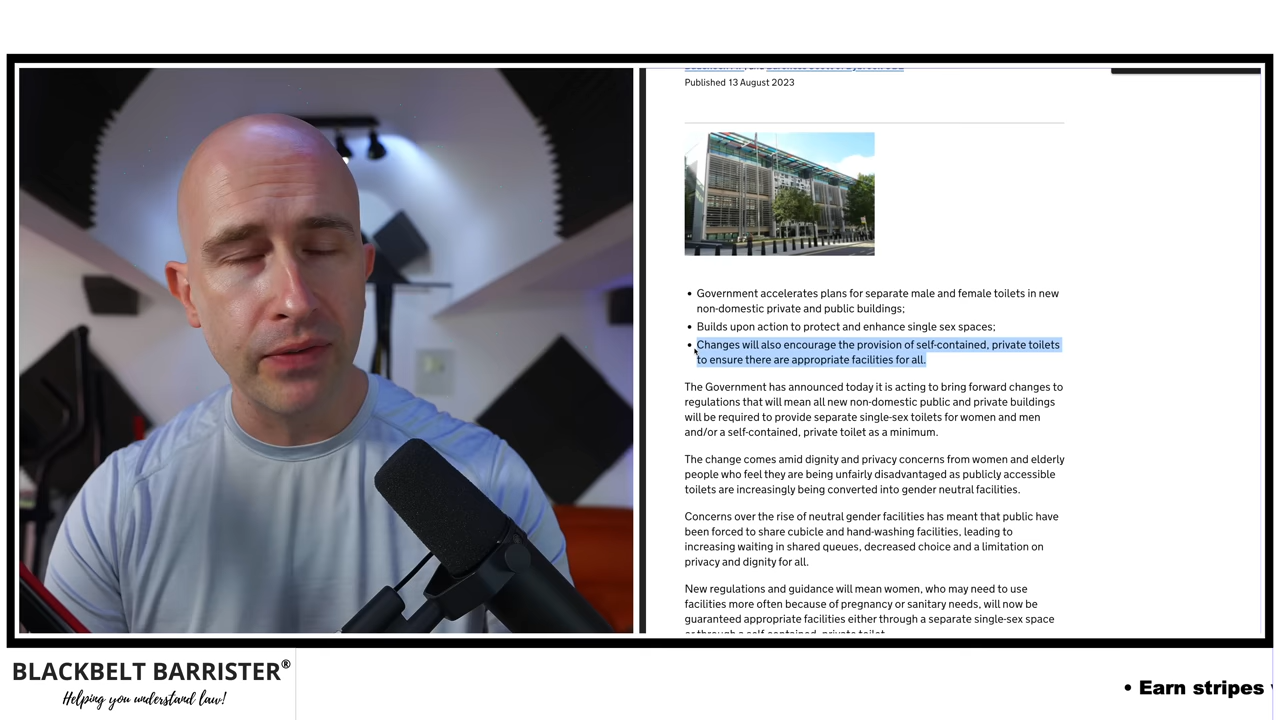 Published 13 August 2023
• Government accelerates plans for separate male and female toilets in new
non-domestic private and public buildings;
• Builds upon action to protect and enhance single sex spaces;
• Changes will also encourage the provision of self-contained, private toilets
to ensure there are appropriate facilities for all.
The Government has announced today it is acting to bring forward changes to
regulations that will mean all new non-domestic public and private buildings
will be required to provide separate single-sex toilets for women and men
and/or a self-contained, private toilet as a minimum.
The change comes amid dignity and privacy concerns from women and elderly
people who feel they are being unfairly disadvantaged as publicly accessible
toilets are increasingly being converted into gender neutral facilities.
Concerns over the rise of neutral gender facilities has meant that public have
been forced to share cubicle and hand-washing facilities, leading to
increasing waiting in shared queues, decreased choice and a limitation on
privacy and dignity for all.
New regulations and guidance will mean women, who may need to use
facilities more often because of pregnancy or sanitary needs, will now be
guaranteed appropriate facilities either through a separate single-sex space
or through a self-contained, private toilet.
BLACKBELT BARRISTER®
Helping you understand law!
• Earn stripes